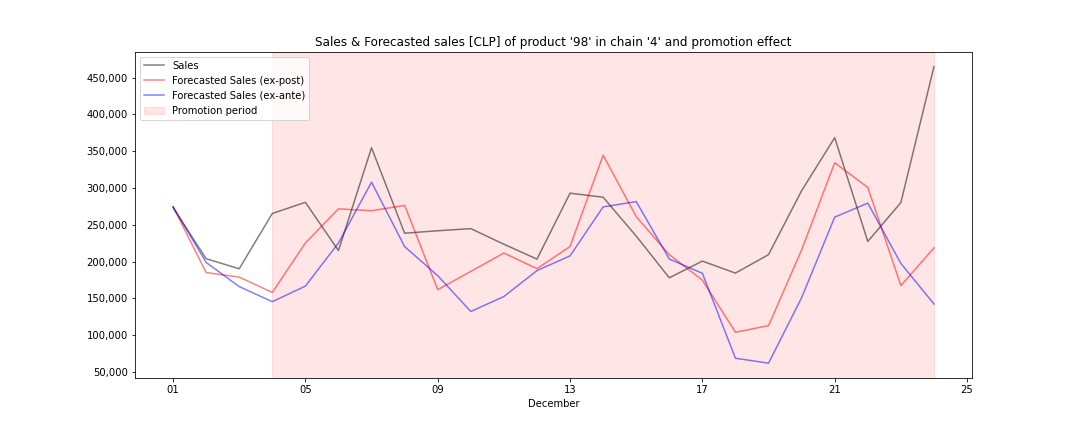 Sales & Forecasted sales [CLP] of product '98' in chain '4' and promotion effect
Sales
Forecasted Sales (ex-post)
Forecasted Sales (ex-ante)
Promotion period
450,000
400,000
350,000
300,000
250,000
200,000
150,000
100,000
50,000
01 05 09 13 17 21 25
December